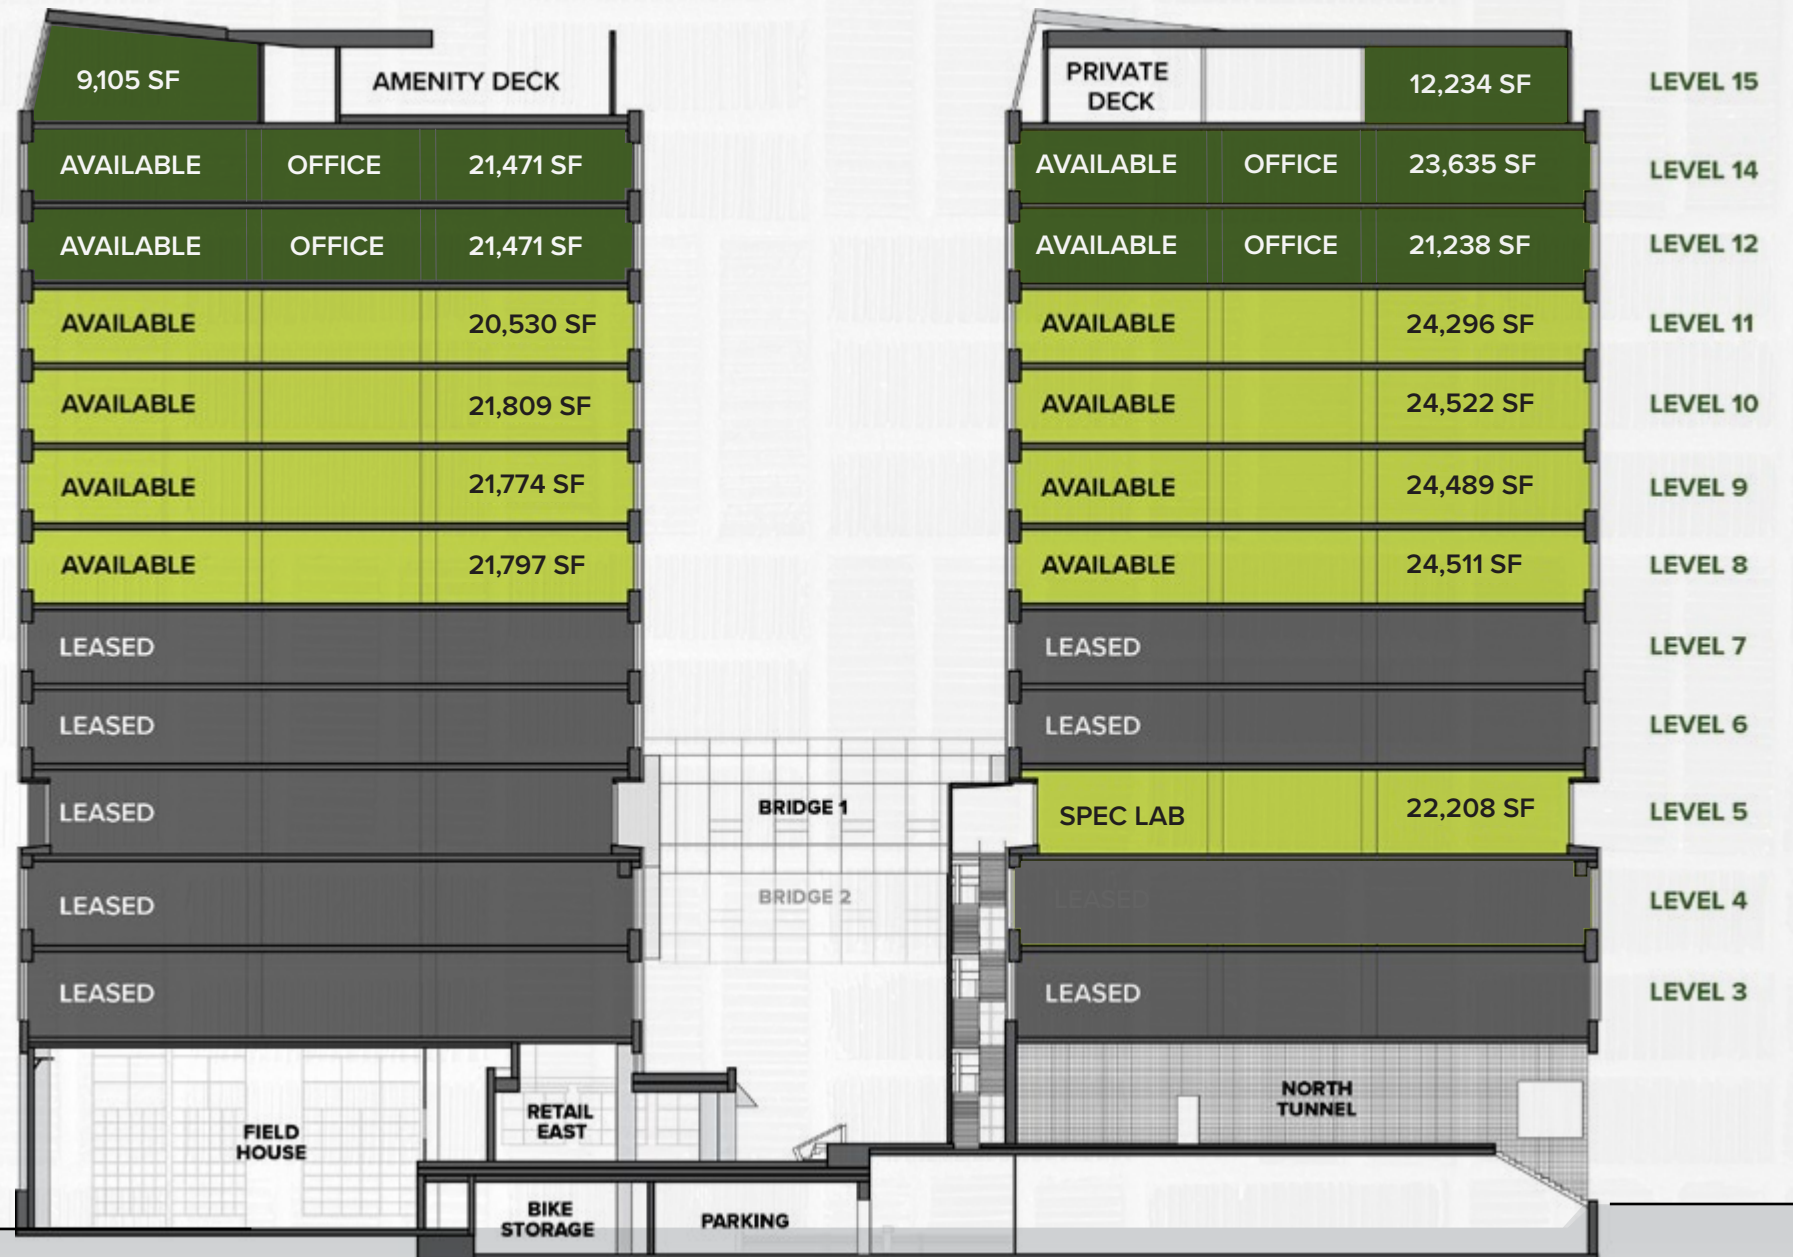 9,105 SF
AMENITY DECK
PRIVATE
DECK
12,234 SF
LEVEL 15
AVAILABLE OFFICE 21,471 SF
AVAILABLE OFFICE 23,635 SF
LEVEL 14
AVAILABLE OFFICE 21,471 SF
AVAILABLE OFFICE 21,238 SF
LEVEL 12
AVAILABLE 20,530 SF
AVAILABLE 24,296 SF
LEVEL 11
AVAILABLE 21,809 SF
AVAILABLE 24,522 SF
LEVEL 10
AVAILABLE 21,774 SF
AVAILABLE 24,489 SF
LEVEL 9
AVAILABLE 21,797 SF
AVAILABLE 24,511 SF
LEVEL 8
LEASED
LEASED
LEVEL 7
LEASED
LEASED
LEVEL 6
LEASED
BRIDGE 1
SPEC LAB 22,208 SF
LEVEL 5
LEASED
BRIDGE 2
LEASED
LEVEL 4
LEASED
LEASED
LEVEL 3
FIELD
HOUSE
RETAIL
EAST
NORTH
TUNNEL
BIKE
STORAGE
PARKING